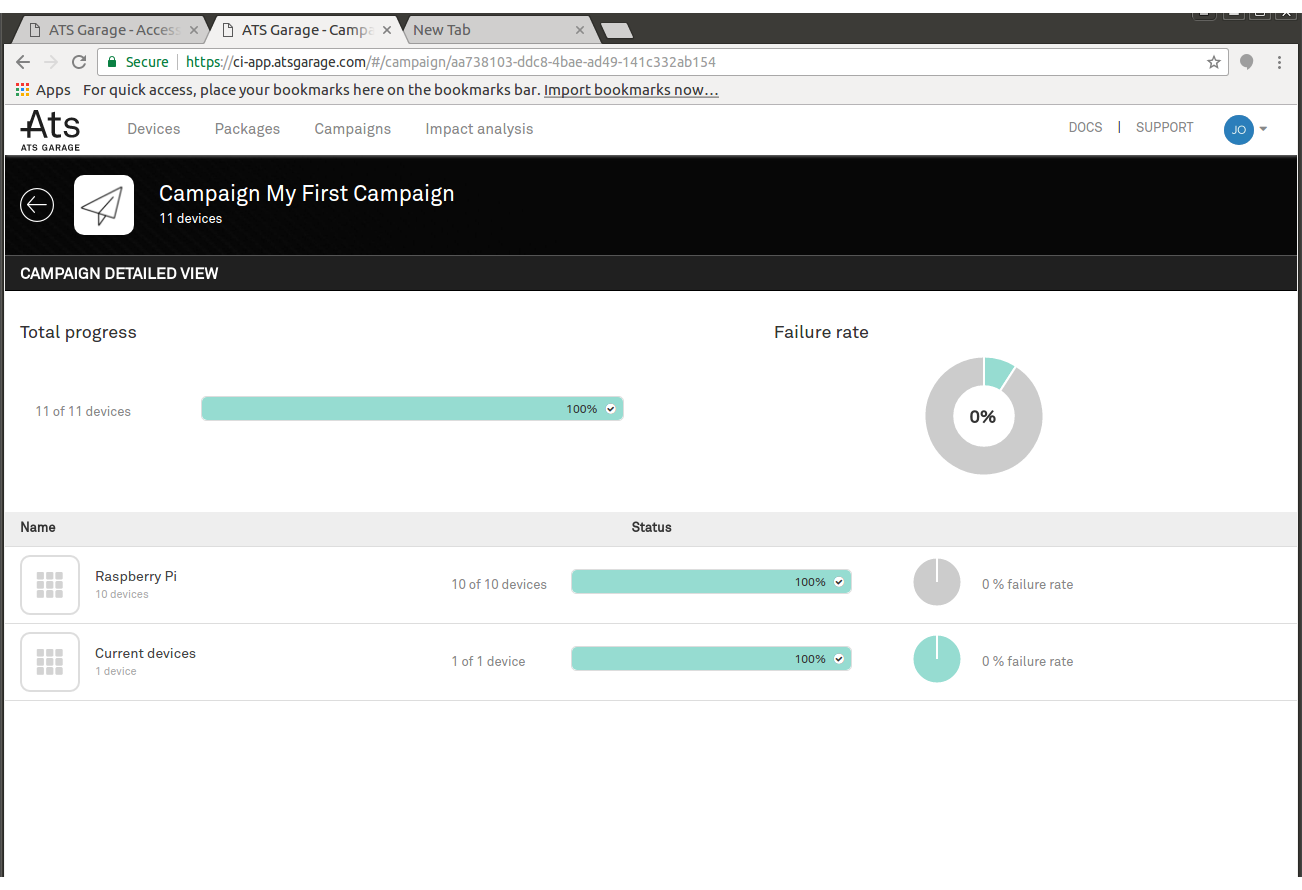 ATS Garage - Access
ATS Garage - Campa
New Tab
Secure https://ci-app.atsgarage.com/#/campaign/aa738103-ddc8-4bae-ad49-141c332ab154
Apps For quick access, place your bookmarks here on the bookmarks bar. Import bookmarks now...
Ats
ATS GARAGE
Devices Packages Campaigns Impact analysis DOCS | SUPPORT JO
Campaign My First Campaign
11 devices
CAMPAIGN DETAILED VIEW
Total progress Failure rate
11 of 11 devices 100% 0%
Name Status
Raspberry Pi
10 devices
10 of 10 devices 100% 0 % failure rate
Current devices
1 device
1 of 1 device 100% 0 % failure rate